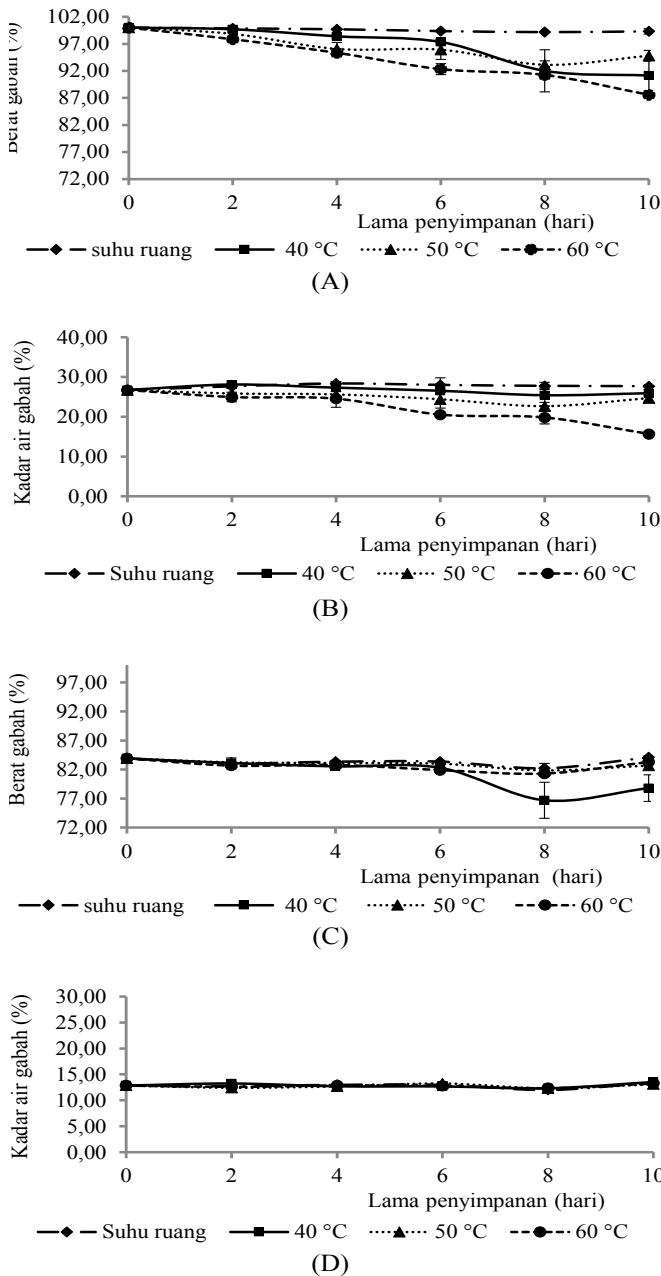 102,00
97,00
92,00
87,00
82,00
77,00
72,00
Berat gabah (%)
0 2 4 6 8 10
Lama penyimpanan (hari)
suhu ruang 40 °C 50 °C 60 °C
(A)
40,00
30,00
20,00
10,00
0,00
Kadar air gabah (%)
0 2 4 6 8 10
Lama penyimpanan (hari)
Suhu ruang 40 °C 50 °C 60 °C
(B)
97,00
92,00
87,00
82,00
77,00
72,00
Berat gabah (%)
0 2 4 6 8 10
Lama penyimpanan (hari)
suhu ruang 40 °C 50 °C 60 °C
(C)
30,00
25,00
20,00
15,00
10,00
5,00
0,00
Kadar air gabah (%)
0 2 4 6 8 10
Lama penyimpanan (hari)
Suhu ruang 40 °C 50 °C 60 °C
(D)